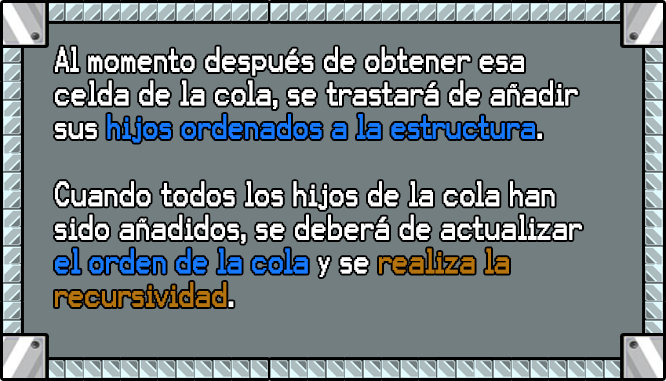 Al momento después de obtener esa
celda de la cola, se trastará de añadir
sus hijos ordenados a la estructura.
Cuando todos los hijos de la cola han
sido añadidos, se deberá de actualizar
el orden de la cola y se realiza la
recursividad.